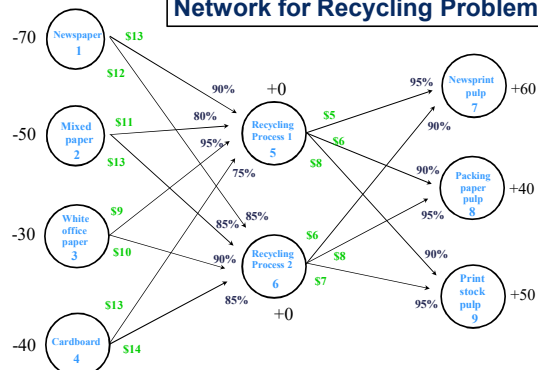 Network for Recycling Problem
-70
Newspaper
1
$13
$12
-50
Mixed
paper
2
$11
$13
-30
White
office
paper
3
$9
$10
-40
Cardboard
4
$13
$14
90%
80%
95%
75%
+0
Recycling
Process 1
5
85%
85%
90%
85%
Recycling
Process 2
6
+0
$5
$6
$8
$6
$8
$7
95%
90%
Newsprint
pulp
7
+60
90%
95%
Packing
paper
pulp
8
+40
90%
95%
Print
stock
pulp
9
+50